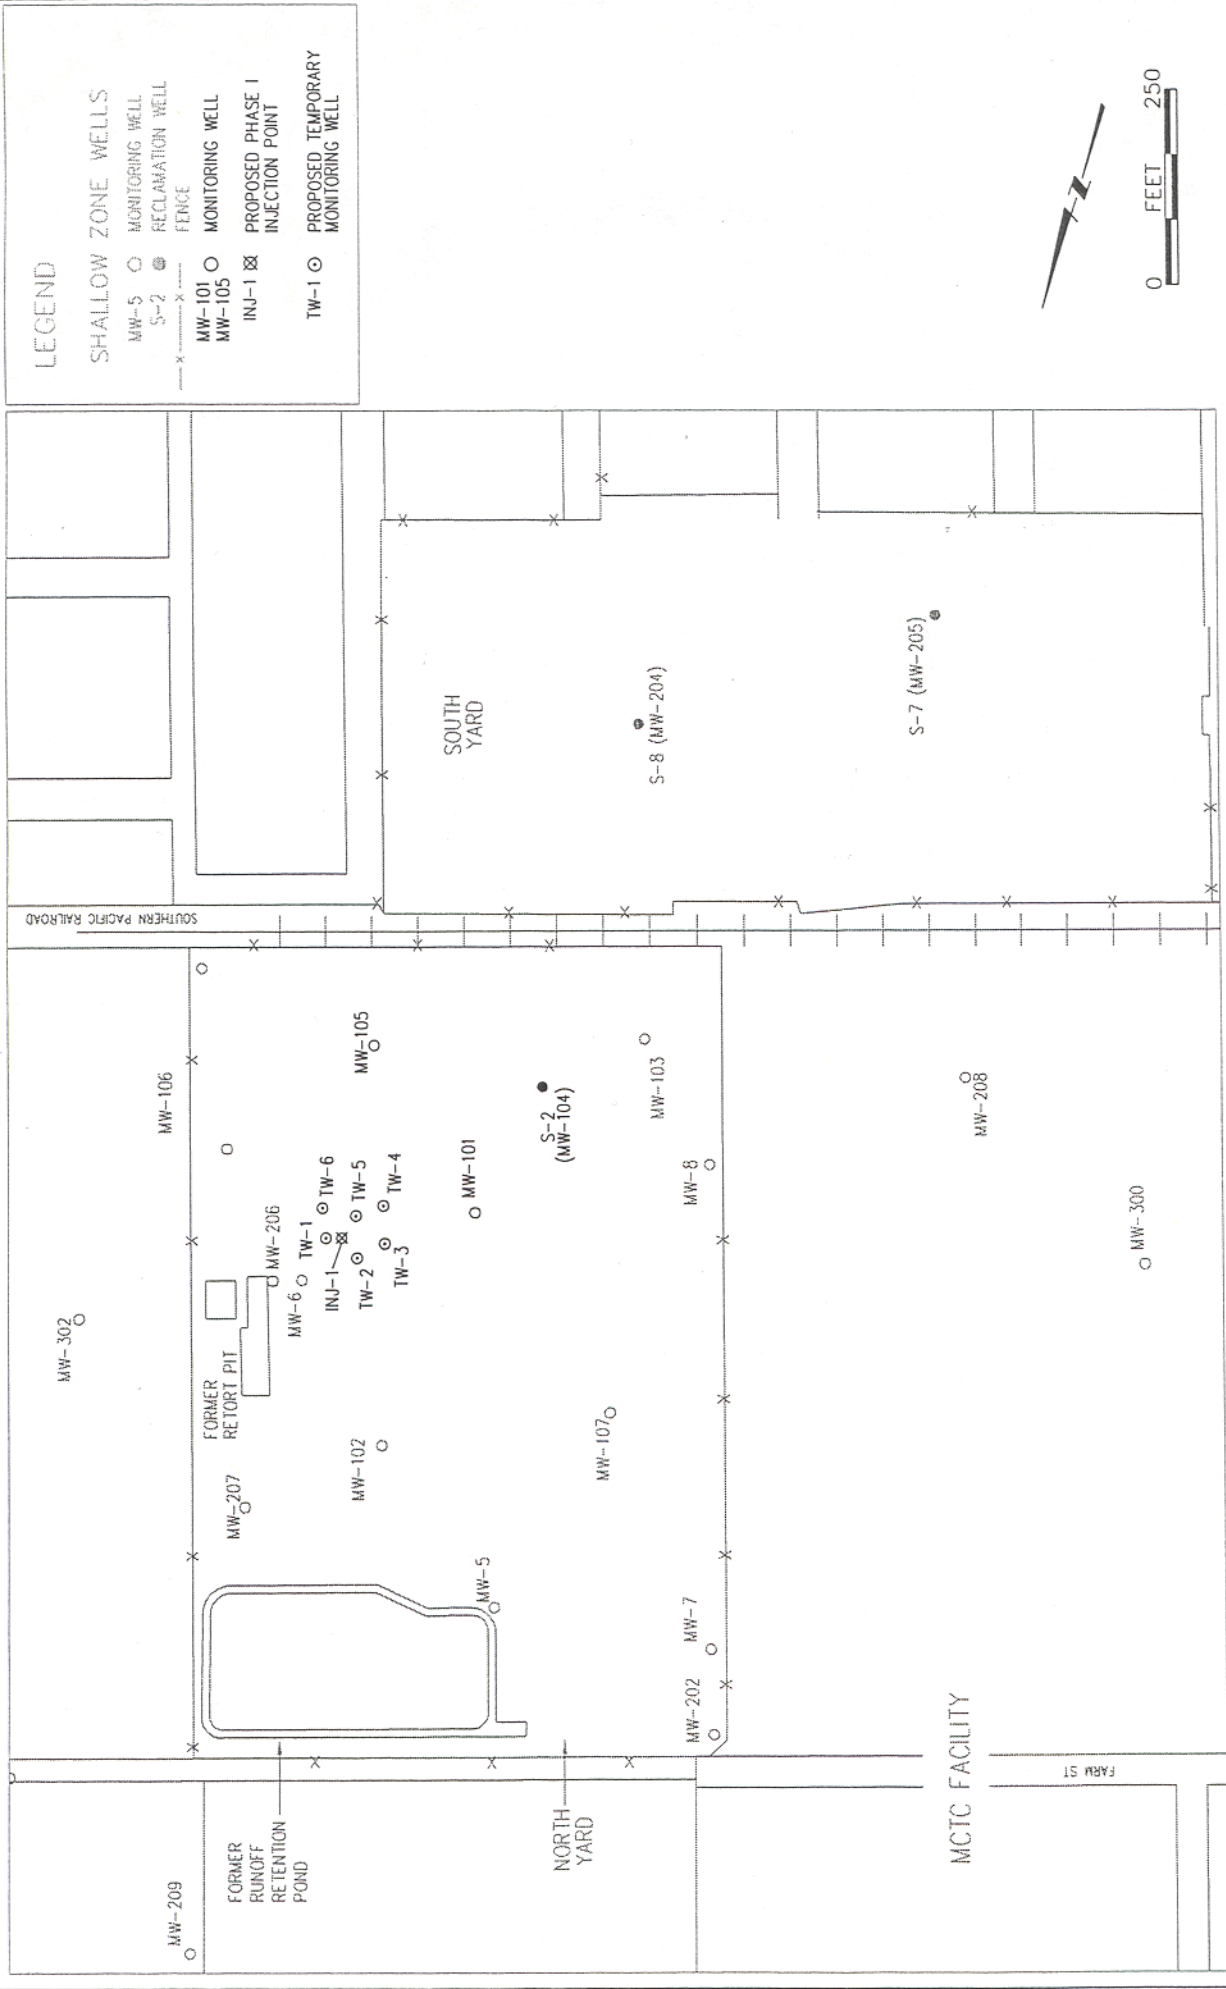 LEGEND
SHALLOW ZONE WELLS
MW-5 MONITORING WELL
S-2 RECLAMATION WELL
FENCE
MW-101 MONITORING WELL
MW-105
INJ-1 PROPOSED PHASE I
INJECTION POINT
TW-1 PROPOSED TEMPORARY
MONITORING WELL
0 FEET 250
N
SOUTHERN PACIFIC RAILROAD
SOUTH
YARD
S-8 (MW-204)
S-7 (MW-205)
MW-302
MW-106
MW-105
MW-206
TW-6
TW-5
TW-4
TW-1
INJ-1
TW-2
TW-3
MW-6
MW-101
S-2
(MW-104)
MW-103
MW-8
MW-208
MW-300
FORMER
RETORT PIT
MW-207
MW-102
MW-107
MW-5
MW-7
MW-202
MW-209
FORMER
RUNOFF
RETENTION
POND
NORTH
YARD
MCTC FACILITY
FARM ST